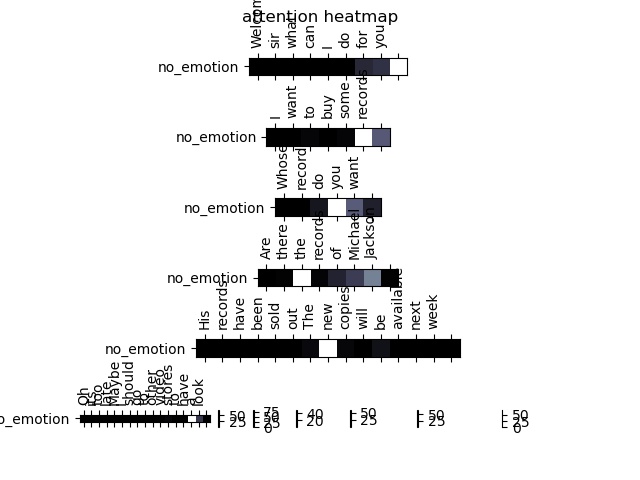 attention heatmap
Welcome sir what can I do for you
no_emotion
I want to buy some records
no_emotion
Whose record do you want
no_emotion
Are there the records of Michael Jackson
no_emotion
His records have been sold out The new copies will be available next week
no_emotion
Oh it's too late Maybe I should go to other video stores to have a look
no_emotion
50 25
75 50 25 0
40 20
50 25
50 25
50 25 0